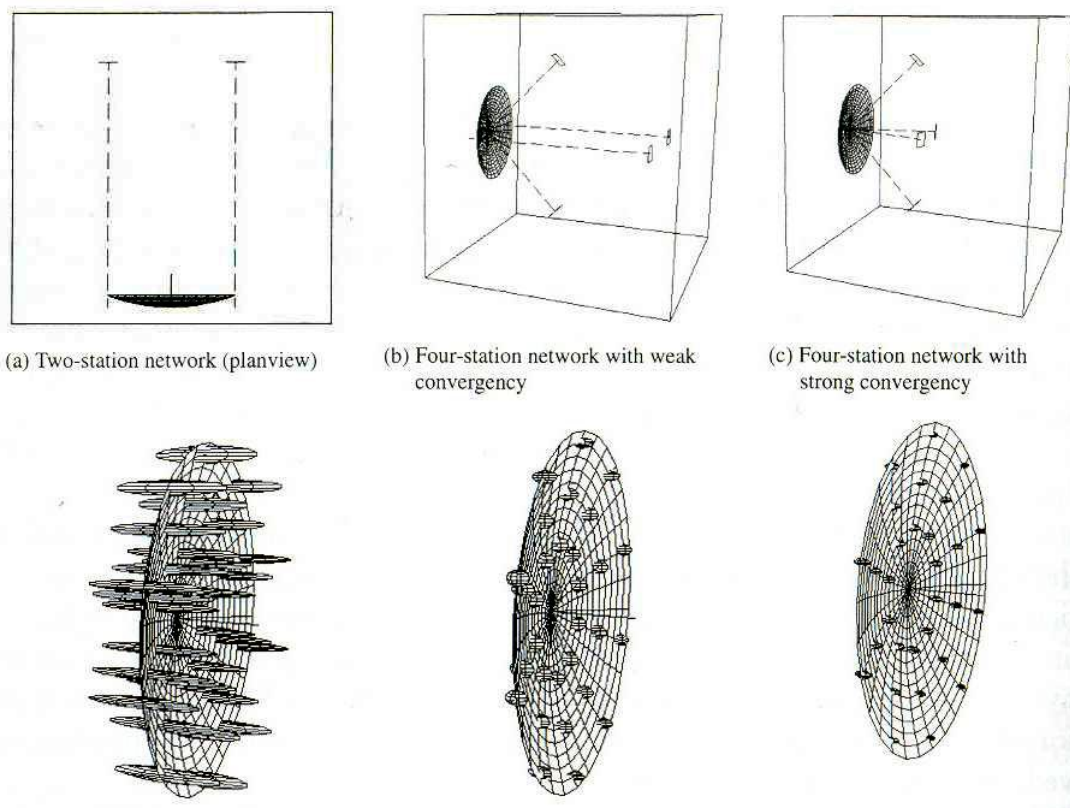 (a) Two-station network (planview)
(b) Four-station network with weak
convergency
(c) Four-station network with
strong convergency